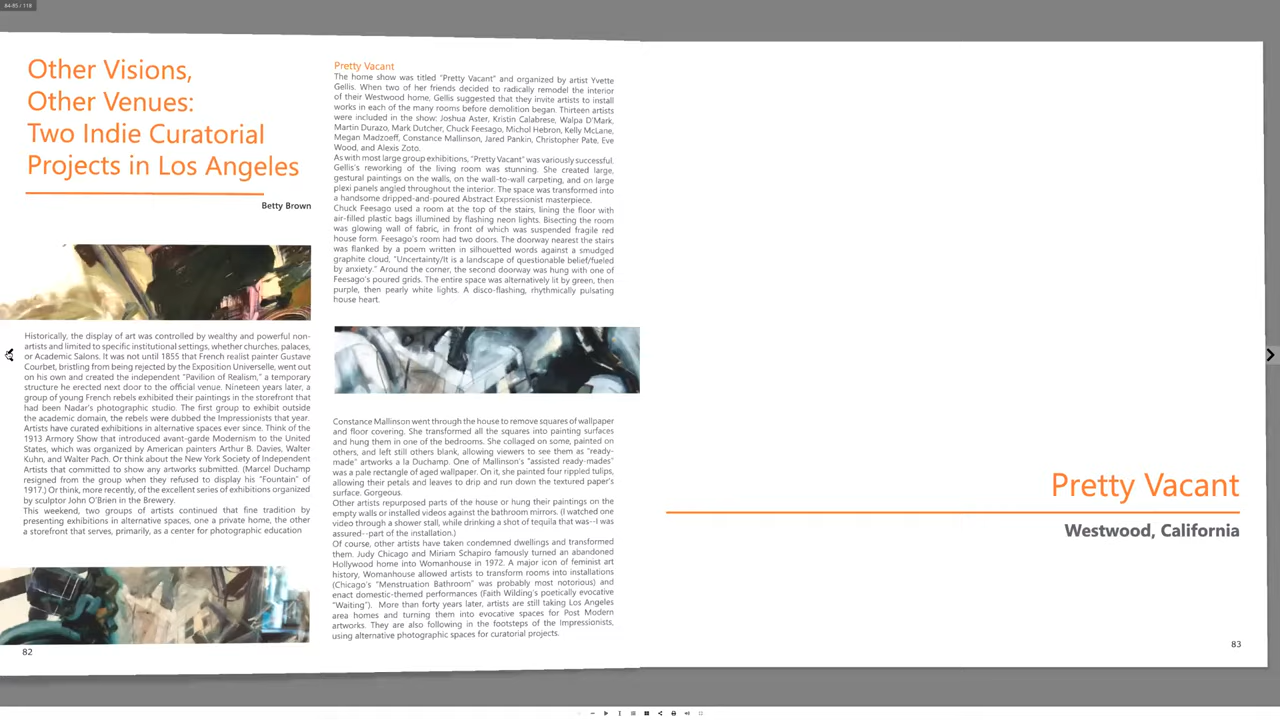 84-85 / 118
Other Visions,
Other Venues:
Two Indie Curatorial
Projects in Los Angeles
Betty Brown
Historically, the display of art was controlled by wealthy and powerful non-
artists and limited to specific institutional settings, whether churches, palaces,
or Academic Salons. It was not until 1855 that French realist painter Gustave
Courbet, bristling from being rejected by the Exposition Universelle, went out
on his own and created the independent "Pavilion of Realism," a temporary
structure he erected next door to the official venue. Nineteen years later, a
group of young French rebels exhibited their paintings in the storefront that
had been Nadar's photographic studio. The first group to exhibit outside
the academic domain, the rebels were dubbed the Impressionists that year.
Artists have curated exhibitions in alternative spaces ever since. Think of the
1913 Armory Show that introduced avant-garde Modernism to the United
States, which was organized by American painters Arthur B. Davies, Walter
Kuhn, and Walter Pach. Or think about the New York Society of Independent
Artists that committed to show any artworks submitted. (Marcel Duchamp
resigned from the group when they refused to display his "Fountain" of
1917.) Or think, more recently, of the excellent series of exhibitions organized
by sculptor John O'Brien in the Brewery.
This weekend, two groups of artists continued that fine tradition by
presenting exhibitions in alternative spaces, one a private home, the other
a storefront that serves, primarily, as a center for photographic education
82
Pretty Vacant
The home show was titled "Pretty Vacant" and organized by artist Yvette
Gellis. When two of her friends decided to radically remodel the interior
of their Westwood home, Gellis suggested that they invite artists to install
works in each of the many rooms before demolition began. Thirteen artists
were included in the show: Joshua Aster, Kristin Calabrese, Walpa D'Mark,
Martin Durazo, Mark Dutcher, Chuck Feesago, Michol Hebron, Kelly McLane,
Megan Madzoeff, Constance Mallinson, Jared Pankin, Christopher Pate, Eve
Wood, and Alexis Zoto.
As with most large group exhibitions, "Pretty Vacant" was variously successful.
Gellis's reworking of the living room was stunning. She created large,
gestural paintings on the walls, on the wall-to-wall carpeting, and on large
plexi panels angled throughout the interior. The space was transformed into
a handsome dripped-and-poured Abstract Expressionist masterpiece.
Chuck Feesago used a room at the top of the stairs, lining the floor with
air-filled plastic bags illumined by flashing neon lights. Bisecting the room
was glowing wall of fabric, in front of which was suspended fragile red
house form. Feesago's room had two doors. The doorway nearest the stairs
was flanked by a poem written in silhouetted words against a smudged
graphite cloud, "Uncertainty/It is a landscape of questionable belief/fueled
by anxiety." Around the corner, the second doorway was hung with one of
Feesago's poured grids. The entire space was alternatively lit by green, then
purple, then pearly white lights. A disco-flashing, rhythmically pulsating
house heart.
Constance Mallinson went through the house to remove squares of wallpaper
and floor covering. She transformed all the squares into painting surfaces
and hung them in one of the bedrooms. She collaged on some, painted on
others, and left still others blank, allowing viewers to see them as "ready-
made" artworks a la Duchamp. One of Mallinson's "assisted ready-mades"
was a pale rectangle of aged wallpaper. On it, she painted four rippled tulips,
allowing their petals and leaves to drip and run down the textured paper's
surface. Gorgeous.
Other artists repurposed parts of the house or hung their paintings on the
empty walls or installed videos against the bathroom mirrors. (I watched one
video through a shower stall, while drinking a shot of tequila that was--I was
assured--part of the installation.)
Of course, other artists have taken condemned dwellings and transformed
them. Judy Chicago and Miriam Schapiro famously turned an abandoned
Hollywood home into Womanhouse in 1972. A major icon of feminist art
history, Womanhouse allowed artists to transform rooms into installations
(Chicago's "Menstruation Bathroom" was probably most notorious) and
enact domestic-themed performances (Faith Wilding's poetically evocative
"Waiting"). More than forty years later, artists are still taking Los Angeles
area homes and turning them into evocative spaces for Post Modern
artworks. They are also following in the footsteps of the Impressionists,
using alternative photographic spaces for curatorial projects.
Pretty Vacant
Westwood, California
83